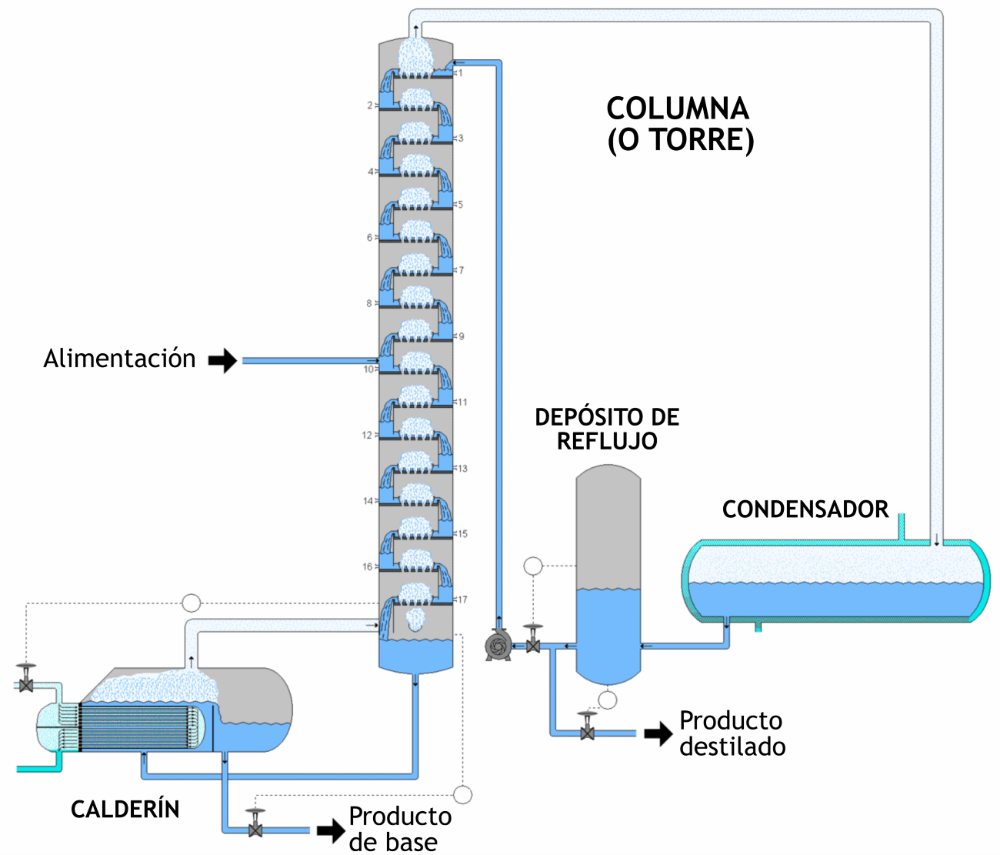 COLUMNA
(O TORRE)
1
2
3
4
5
6
7
8
9
Alimentación
10
11
DEPÓSITO DE
REFLUJO
12
13
14
CONDENSADOR
15
16
17
Producto
destilado
CALDERÍN
Producto
de base